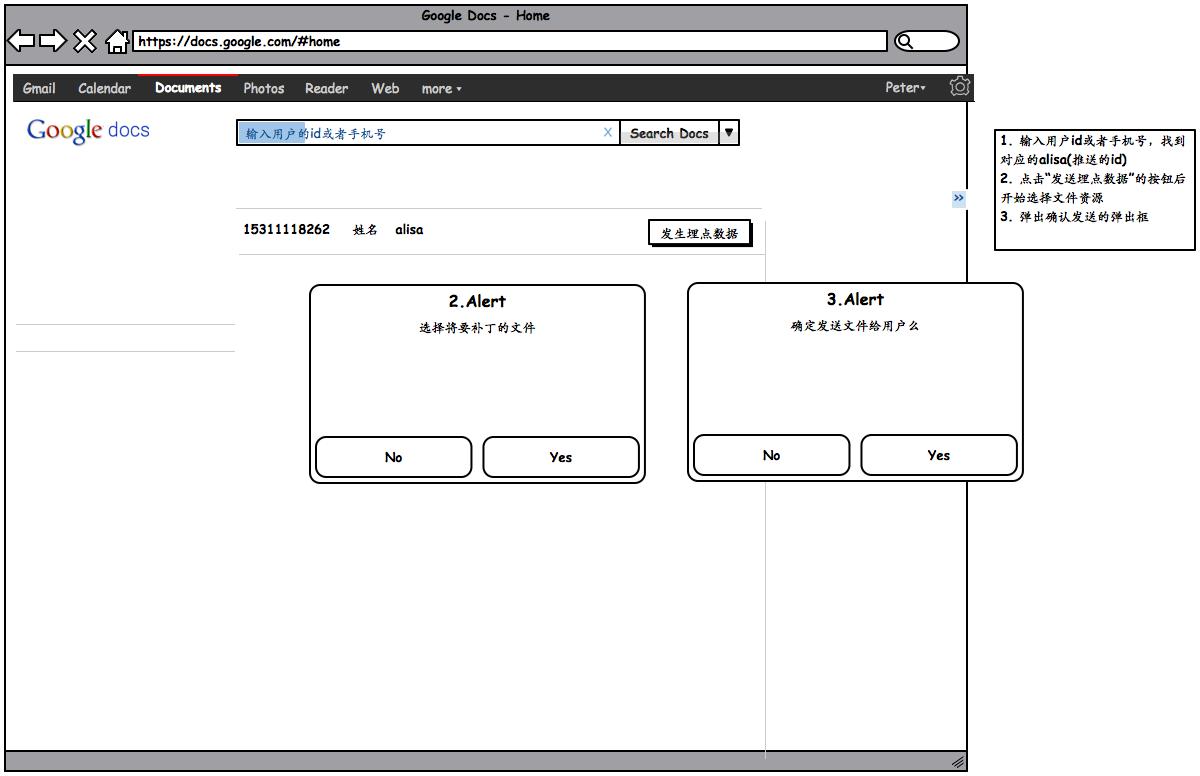 Google Docs - Home
https://docs.google.com/#home
Gmail Calendar Documents Photos Reader Web more Peter
Google docs
输入用户的id或者手机号 X Search Docs
»
15311118262 姓名 alisa 发生埋点数据
2.Alert
选择将要补丁的文件
No Yes
3.Alert
确定发送文件给用户么
No Yes
1. 输入用户id或者手机号，找到
对应的alisa(推送的id)
2. 点击“发送埋点数据”的按钮后
开始选择文件资源
3. 弹出确认发送的弹出框